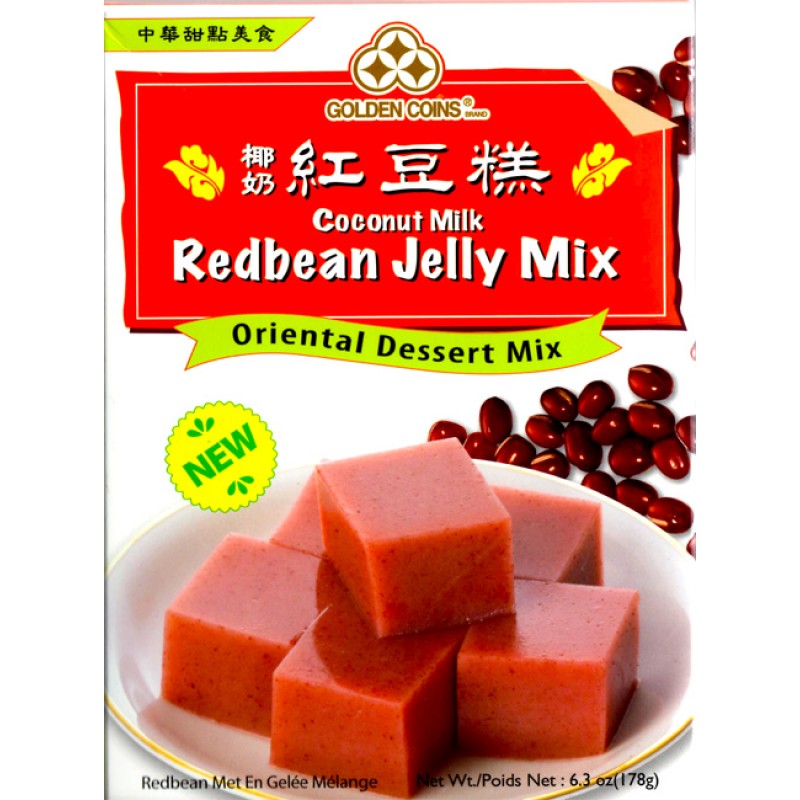 中華甜點美食
GOLDEN COINS® BRAND
椰奶 紅豆糕
Coconut Milk
Redbean Jelly Mix
Oriental Dessert Mix
NEW
Redbean Met En Gelée Mélange
Net Wt./Poids Net : 6.3 oz(178g)